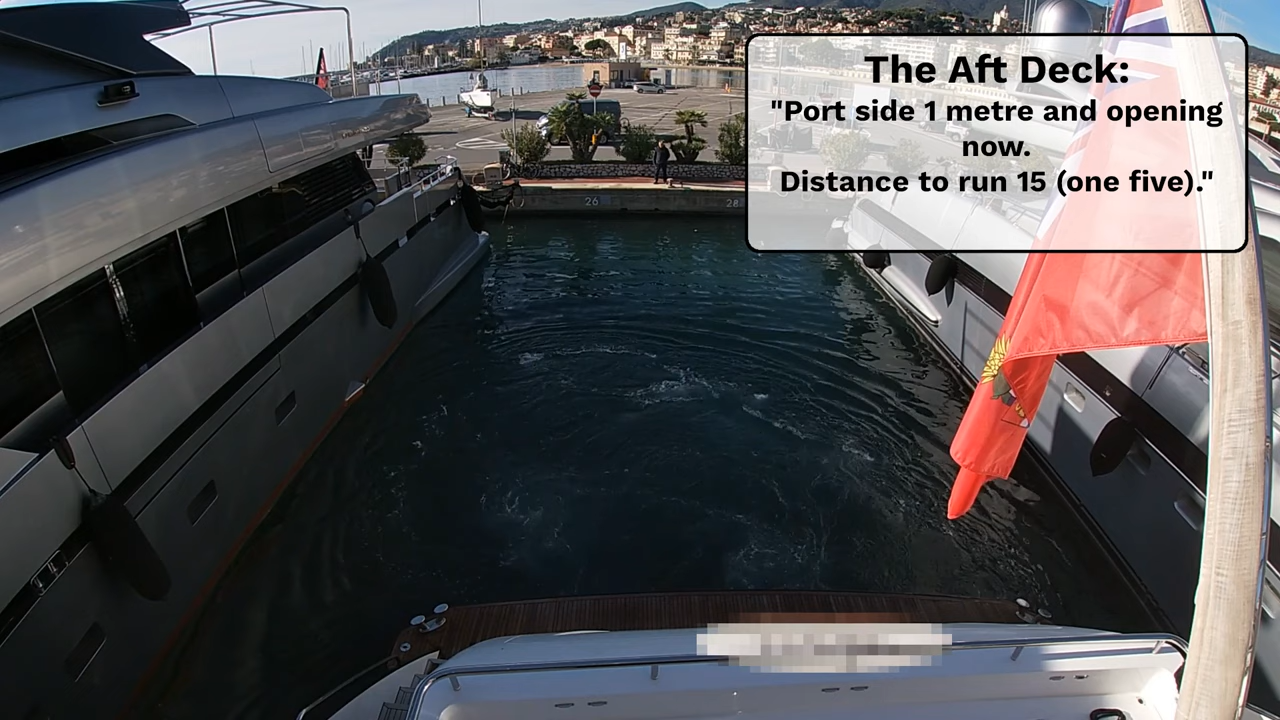 The Aft Deck:
"Port side 1 metre and opening
now.
Distance to run 15 (one five)."
26
28